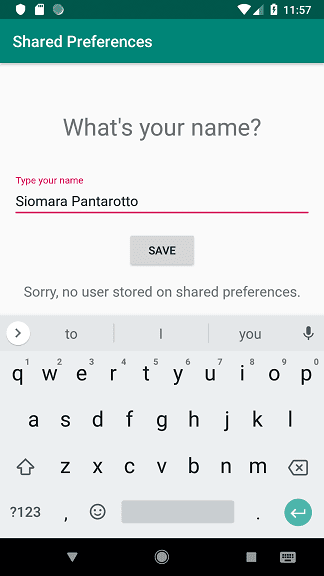 11:57
Shared Preferences
What's your name?
Type your name
Siomara Pantarotto
SAVE
Sorry, no user stored on shared preferences.
to I you
1 2 3 4 5 6 7 8 9 0
q w e r t y u i o p
a s d f g h j k l
z x c v b n m
?123 , .